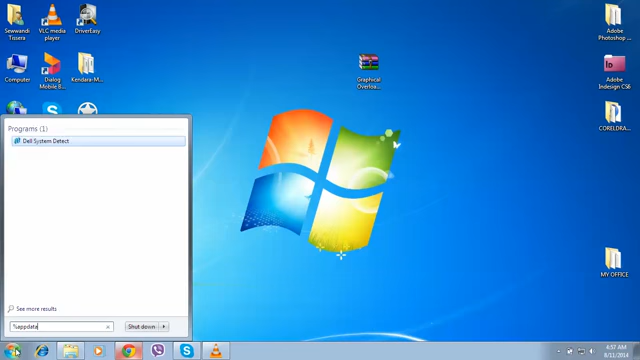 Sewwandi
Tissera
VLC media
player
DriverEasy
Computer
Dialog
Mobile B...
Kendara-M...
Graphical
Overloa...
Adobe
Photoshop ...
Adobe
Indesign CS6
CORELDRA...
MY OFFICE
Programs (1)
Dell System Detect
See more results
%appdata
Shut down
4:57 AM
8/11/2014